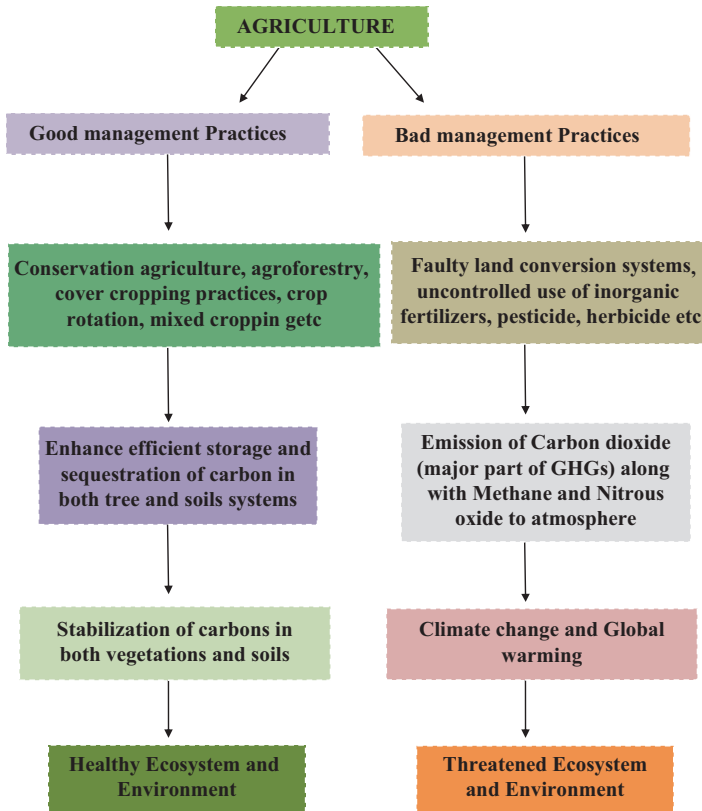 AGRICULTURE
Good management Practices
Bad management Practices
Conservation agriculture, agroforestry,
cover cropping practices, crop
rotation, mixed croppin getc
Faulty land conversion systems,
uncontrolled use of inorganic
fertilizers, pesticide, herbicide etc
Enhance efficient storage and
sequestration of carbon in
both tree and soils systems
Emission of Carbon dioxide
(major part of GHGs) along
with Methane and Nitrous
oxide to atmosphere
Stabilization of carbons in
both vegetations and soils
Climate change and Global
warming
Healthy Ecosystem and
Environment
Threatened Ecosystem
and Environment